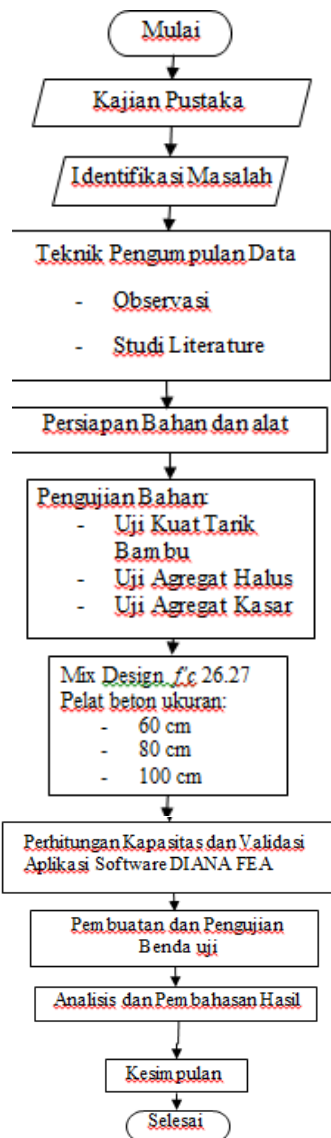 Mulai
Kajian Pustaka
Identifikasi Masalah
Teknik Pengumpulan Data
- Observasi
- Studi Literature
Persiapan Bahan dan alat
Pengujian Bahan:
- Uji Kuat Tarik
Bambu
- Uji Agregat Halus
- Uji Agregat Kasar
Mix Design f'c 26.27
Pelat beton ukuran:
- 60 cm
- 80 cm
- 100 cm
Perhitungan Kapasitas dan Validasi
Aplikasi Software DIANA FEA
Pembuatan dan Pengujian
Benda uji
Analisis dan Pembahasan Hasil
Kesimpulan
Selesai